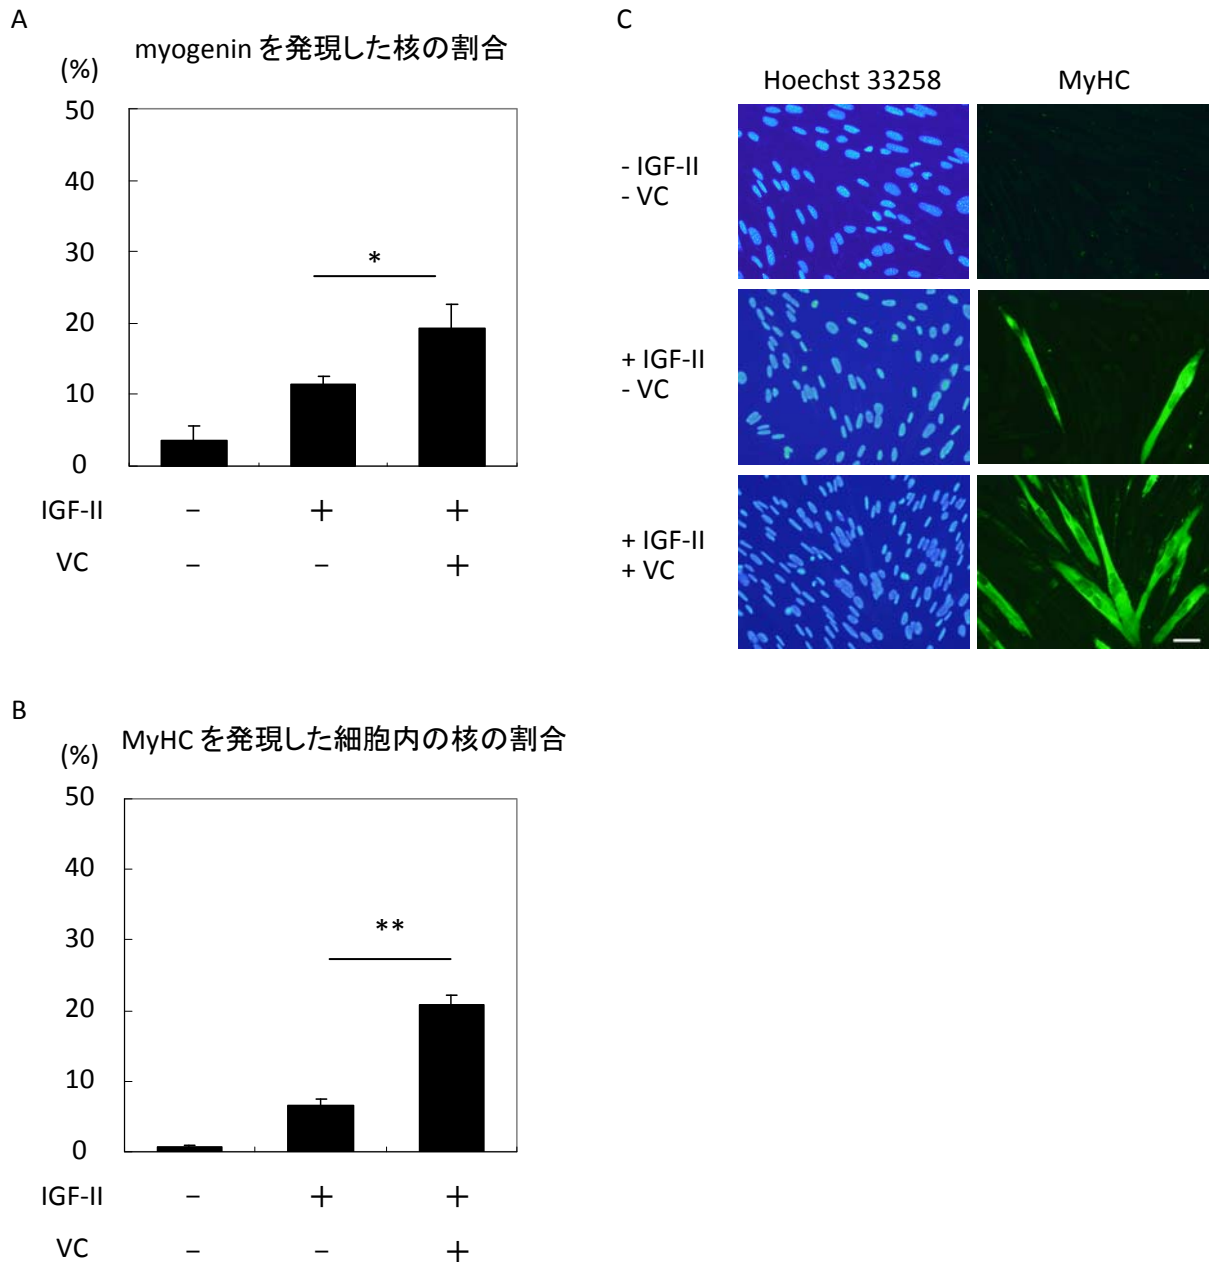 A
myogenin を発現した核の割合
(%)
50
40
30
20
10
0
*
IGF-II − + +
VC − − +
B
MyHC を発現した細胞内の核の割合
(%)
50
40
30
20
10
0
**
IGF-II − + +
VC − − +
C
Hoechst 33258 MyHC
- IGF-II
- VC
+ IGF-II
- VC
+ IGF-II
+ VC